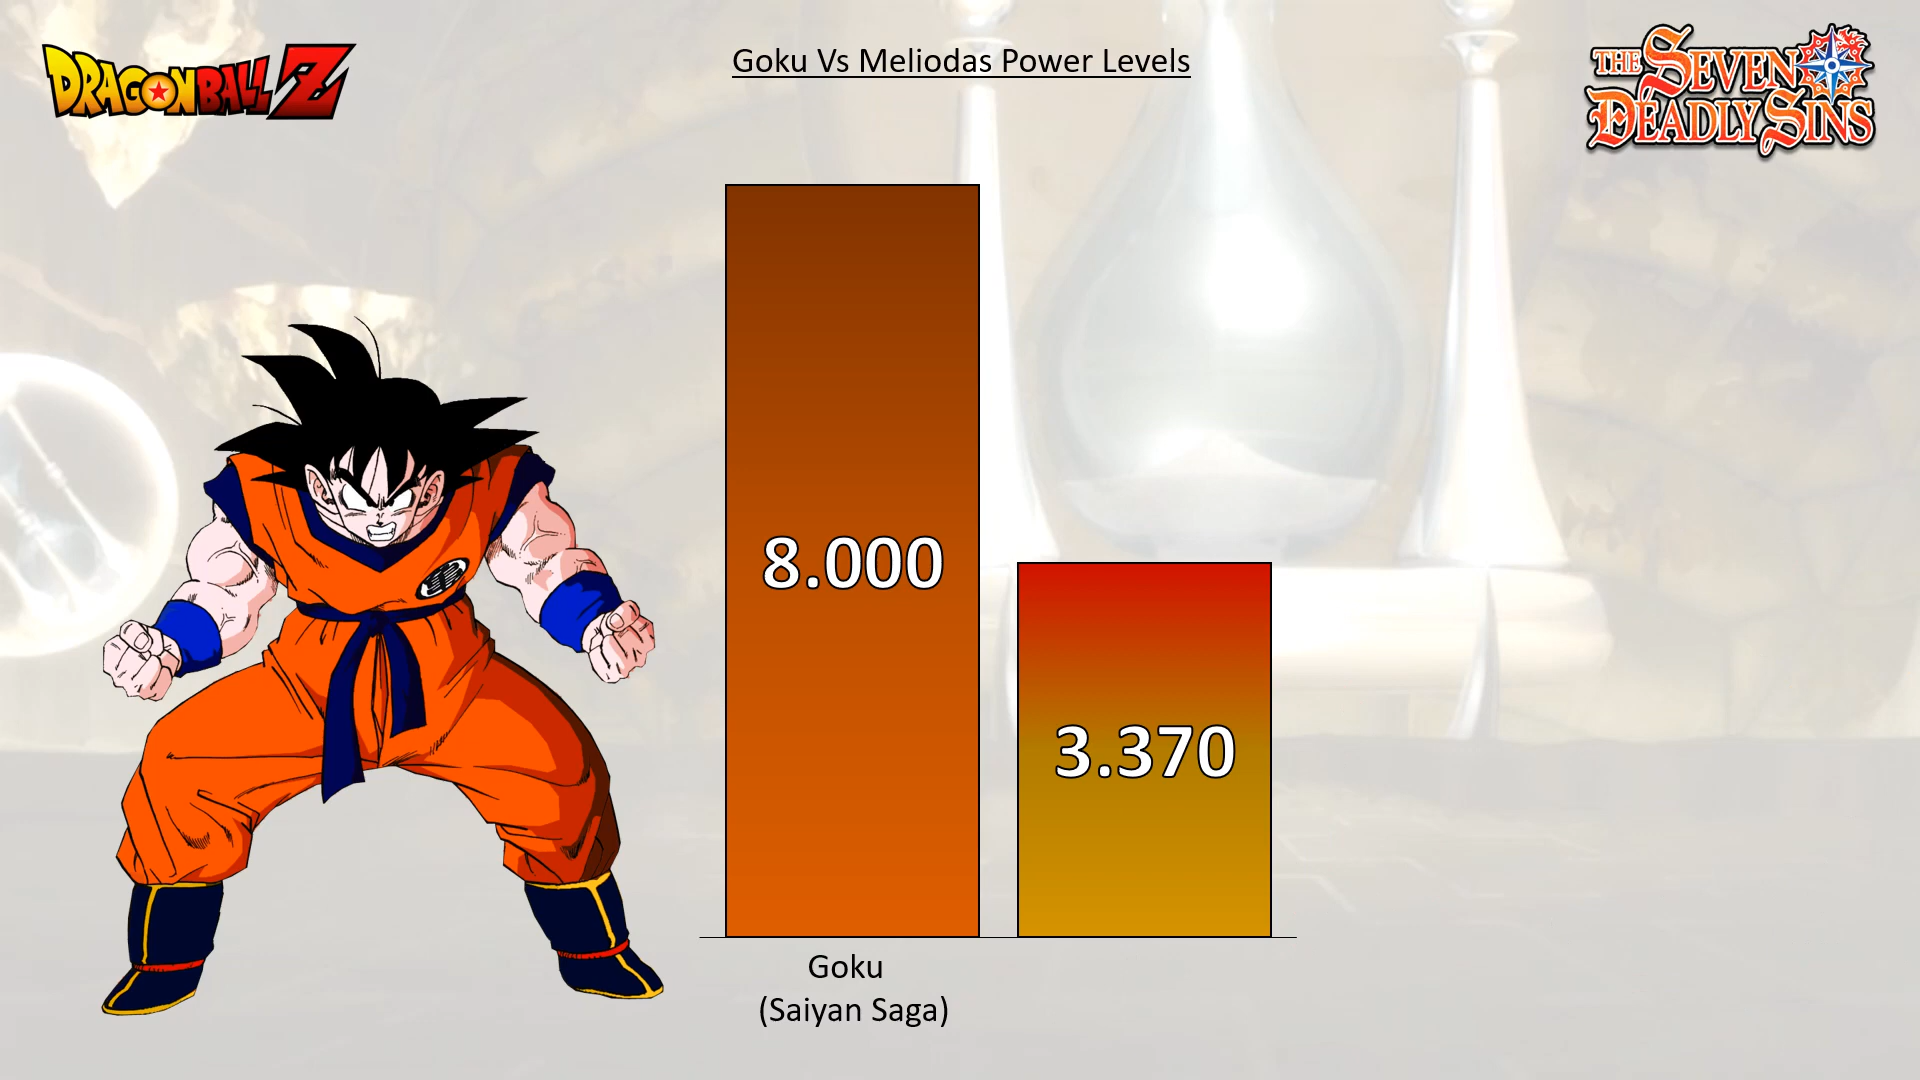 DRAGON BALL Z
Goku Vs Meliodas Power Levels
THE SEVEN
DEADLY SINS
8.000
3.370
Goku
(Saiyan Saga)